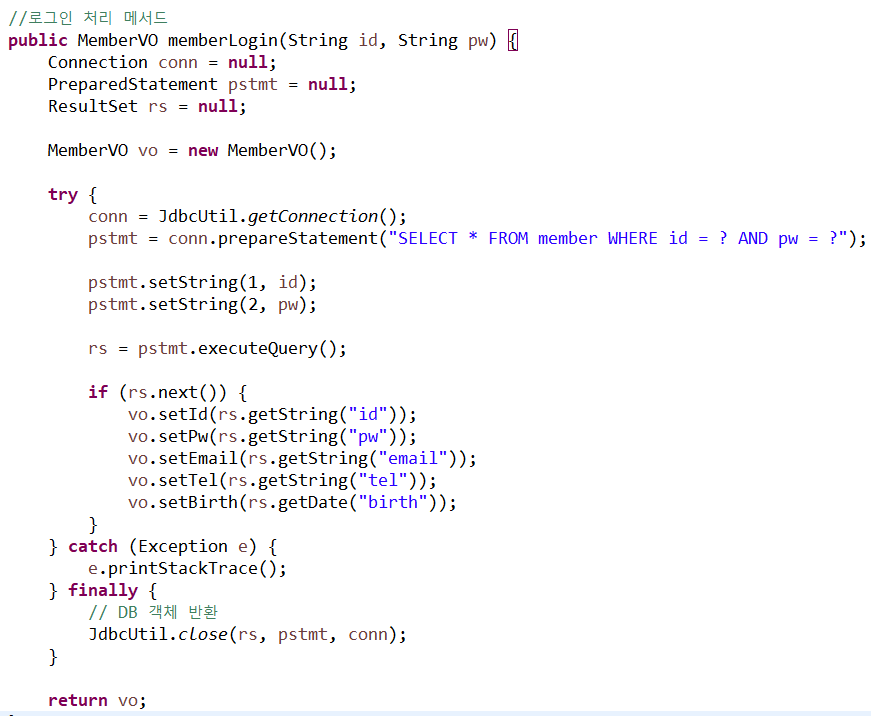 //로그인 처리 메서드
public MemberVO memberLogin(String id, String pw) {
    Connection conn = null;
    PreparedStatement pstmt = null;
    ResultSet rs = null;

    MemberVO vo = new MemberVO();

    try {
        conn = JdbcUtil.getConnection();
        pstmt = conn.prepareStatement("SELECT * FROM member WHERE id = ? AND pw = ?");

        pstmt.setString(1, id);
        pstmt.setString(2, pw);

        rs = pstmt.executeQuery();

        if (rs.next()) {
            vo.setId(rs.getString("id"));
            vo.setPw(rs.getString("pw"));
            vo.setEmail(rs.getString("email"));
            vo.setTel(rs.getString("tel"));
            vo.setBirth(rs.getDate("birth"));
        }
    } catch (Exception e) {
        e.printStackTrace();
    } finally {
        // DB 객체 반환
        JdbcUtil.close(rs, pstmt, conn);
    }

    return vo;